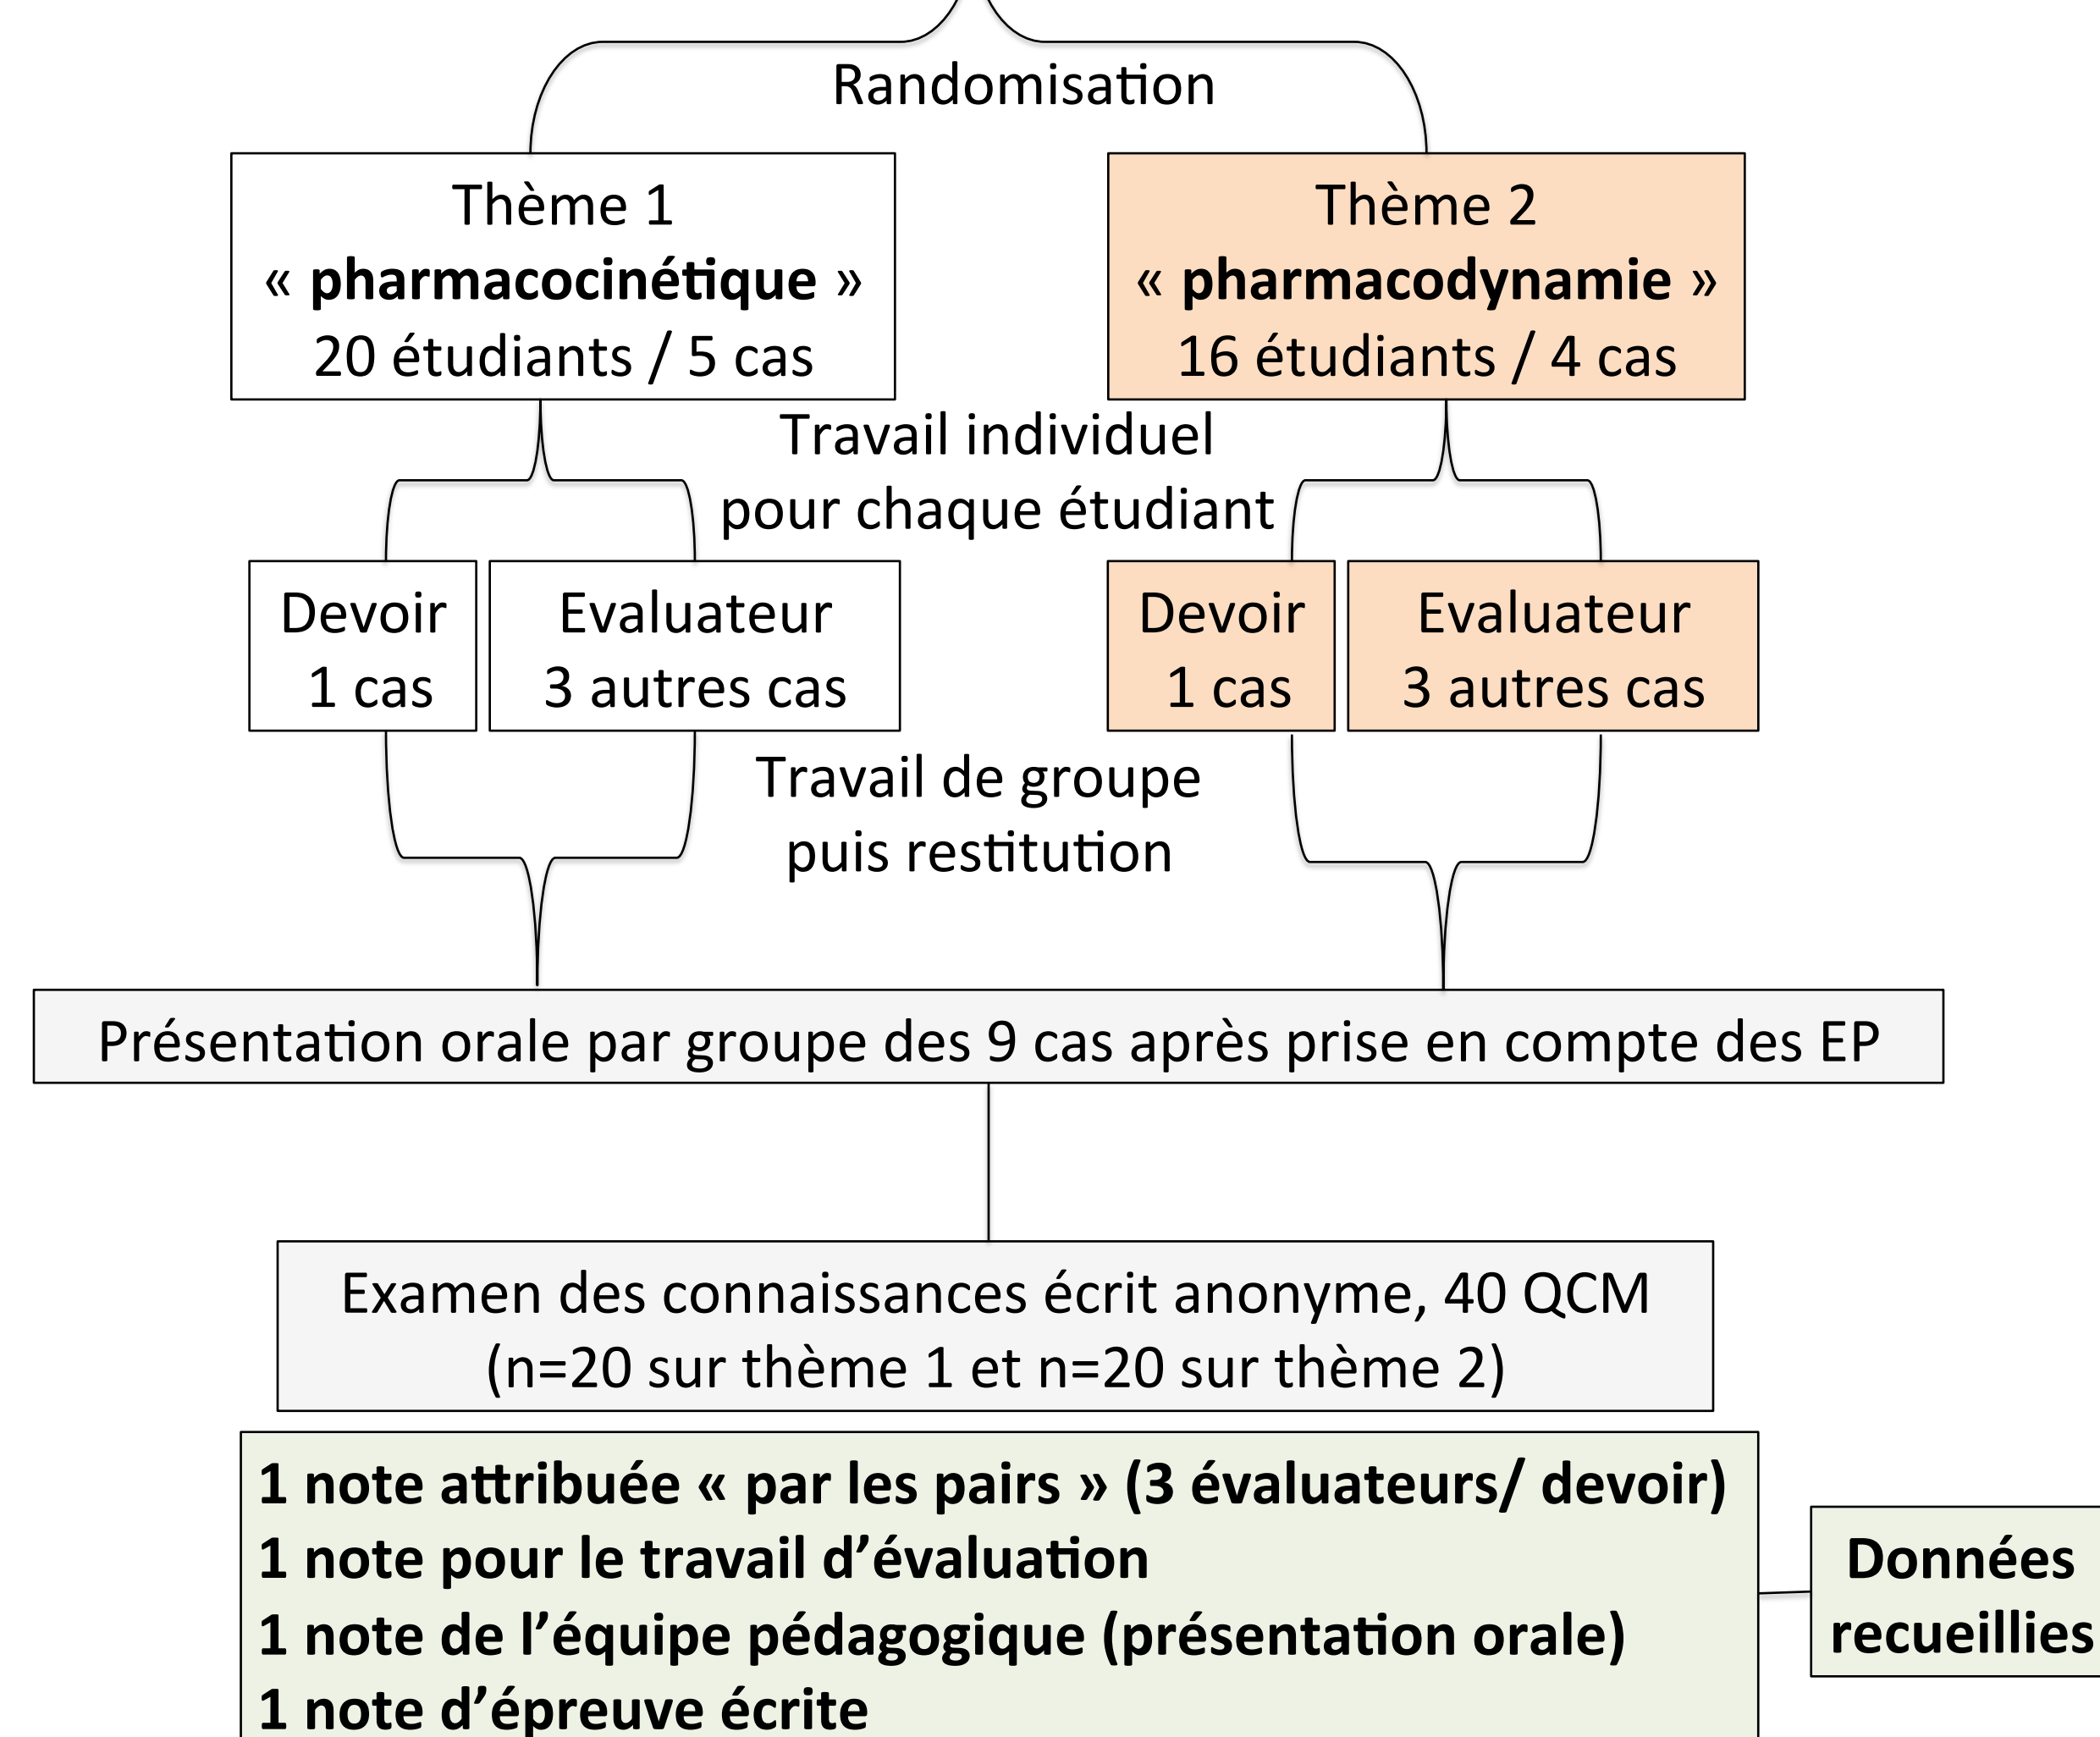 Randomisation
Thème 1
« pharmacocinétique »
20 étudiants / 5 cas
Thème 2
« pharmacodynamie »
16 étudiants / 4 cas
Travail individuel
pour chaque étudiant
Devoir
1 cas
Evaluateur
3 autres cas
Devoir
1 cas
Evaluateur
3 autres cas
Travail de groupe
puis restitution
Présentation orale par groupe des 9 cas après prise en compte des EP
Examen des connaissances écrit anonyme, 40 QCM
(n=20 sur thème 1 et n=20 sur thème 2)
1 note attribuée « par les pairs » (3 évaluateurs/ devoir)
1 note pour le travail d’évaluation
1 note de l’équipe pédagogique (présentation orale)
1 note d’épreuve écrite
Données
recueillies